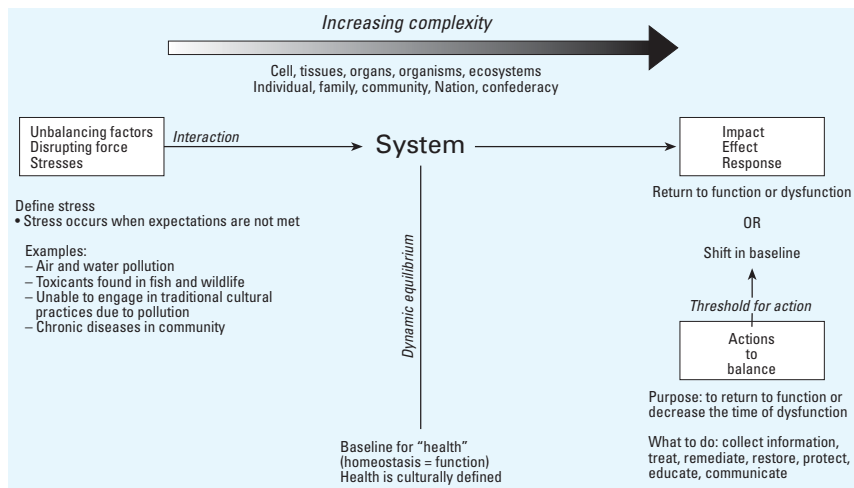 Increasing complexity
Cell, tissues, organs, organisms, ecosystems
Individual, family, community, Nation, confederacy
Unbalancing factors
Disrupting force
Stresses
Interaction
System
Impact
Effect
Response
Define stress
• Stress occurs when expectations are not met
Examples:
– Air and water pollution
– Toxicants found in fish and wildlife
– Unable to engage in traditional cultural
practices due to pollution
– Chronic diseases in community
Dynamic equilibrium
Baseline for “health”
(homeostasis = function)
Health is culturally defined
Return to function or dysfunction
OR
Shift in baseline
Threshold for action
Actions
to
balance
Purpose: to return to function or
decrease the time of dysfunction
What to do: collect information,
treat, remediate, restore, protect,
educate, communicate